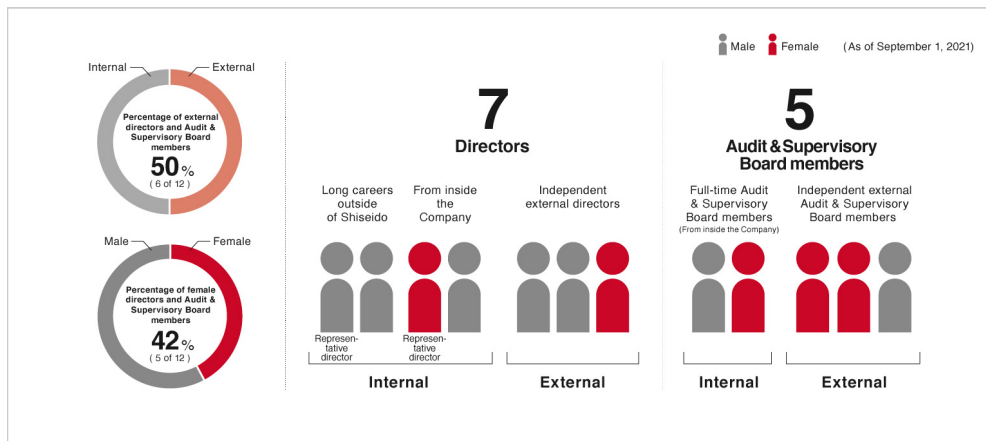 Male
Female
(As of September 1, 2021)
Internal
External
Percentage of external
directors and Audit &
Supervisory Board
members
50%
( 6 of 12 )
Male
Female
Percentage of female
directors and Audit &
Supervisory Board
members
42%
( 5 of 12 )
7
Directors
Long careers
outside
of Shiseido
From inside
the
Company
Independent
external directors
Represen-
tative
director
Represen-
tative
director
Internal
External
5
Audit & Supervisory
Board members
Full-time Audit
& Supervisory
Board members
(From inside the Company)
Independent external
Audit & Supervisory
Board members
Internal
External